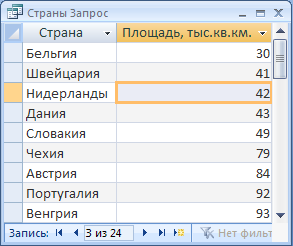 Страны Запрос
Страна Площадь, тыс.кв.км.
Бельгия 30
Швейцария 41
Нидерланды 42
Дания 43
Словакия 49
Чехия 79
Австрия 84
Португалия 92
Венгрия 93
Запись: 3 из 24 Нет фильт